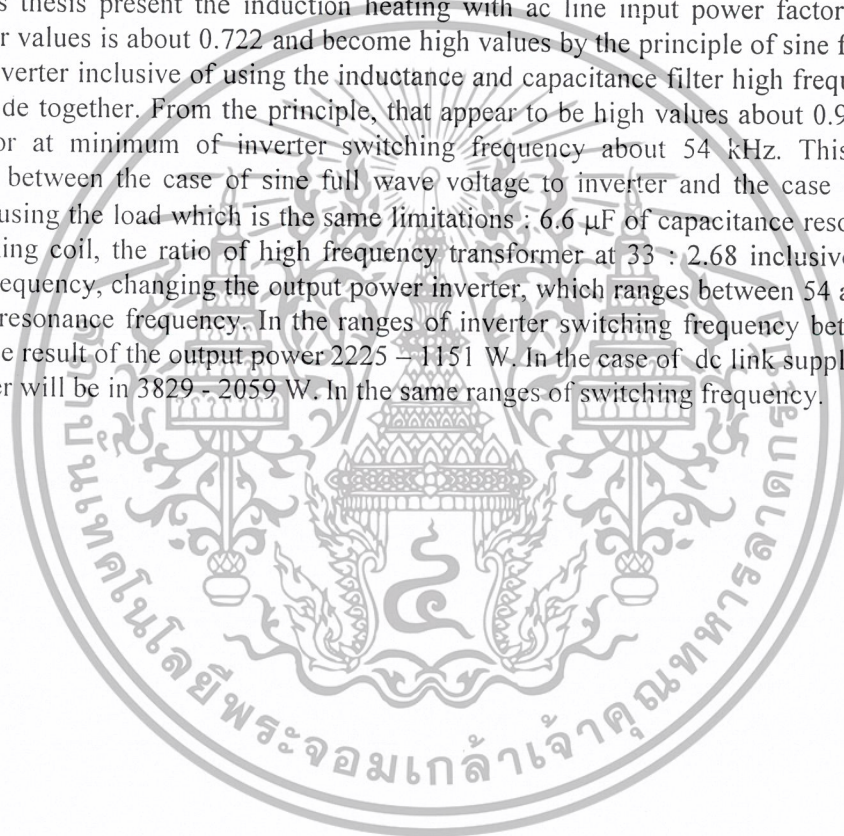 s thesis present the induction heating with ac line input power factor
r values is about 0.722 and become high values by the principle of sine f
verter inclusive of using the inductance and capacitance filter high frequ
de together. From the principle, that appear to be high values about 0.9
or at minimum of inverter switching frequency about 54 kHz. This
between the case of sine full wave voltage to inverter and the case
using the load which is the same limitations : 6.6 µF of capacitance reso
ing coil, the ratio of high frequency transformer at 33 : 2.68 inclusive
equency, changing the output power inverter, which ranges between 54 a
resonance frequency. In the ranges of inverter switching frequency bet
e result of the output power 2225 – 1151 W. In the case of dc link suppl
er will be in 3829 - 2059 W. In the same ranges of switching frequency.
สถาบันเทคโนโลยีพระจอมเกล้าเจ้าคุณทหารลาดกระบัง